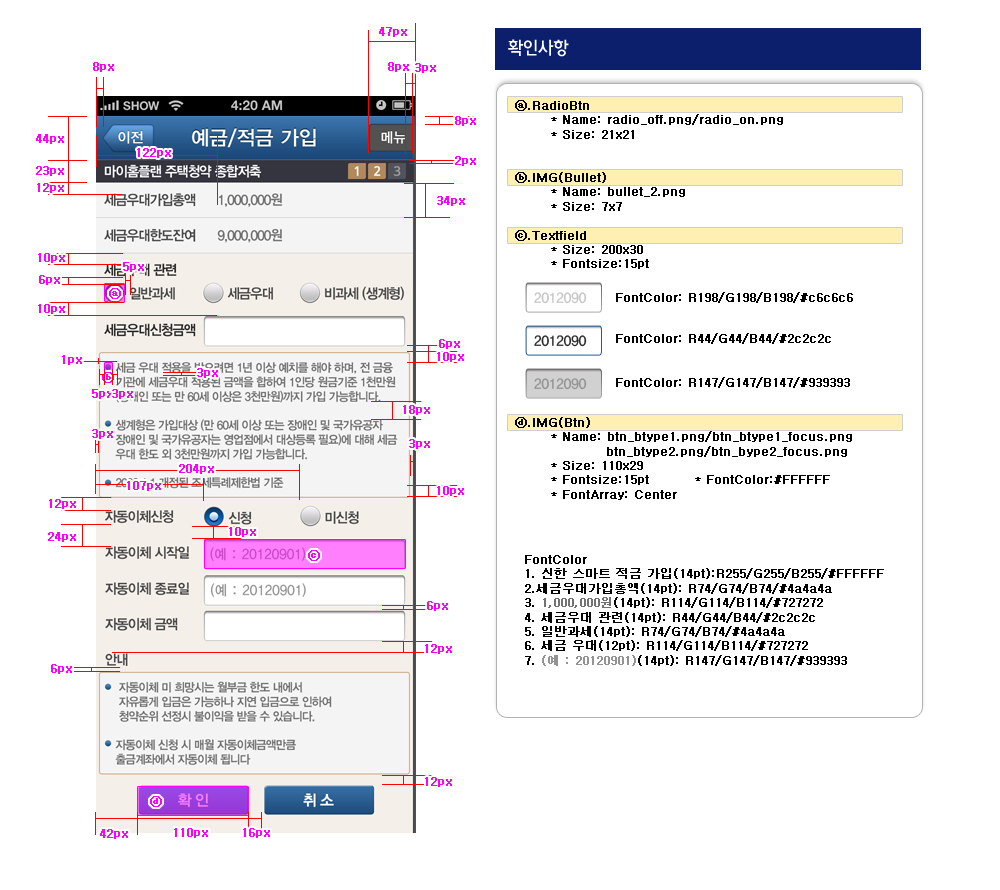 47px
8px
8px
3px
SHOW
4:20 AM
8px
44px
이전
예금/적금 가입
메뉴
122px
2px
23px
마이홈플랜 주택청약 종합저축
1 2 3
12px
세금우대가입총액
1,000,000원
34px
세금우대한도잔여
9,000,000원
10px
세금우대 관련
5px
6px
ⓐ
일반과세
세금우대
비과세 (생계형)
10px
세금우대신청금액
6px
10px
1px
세금 우대 적용을 받으려면 1년 이상 예치를 해야 하며, 전 금융
3px
ⓑ
기관에 세금우대 적용된 금액을 합하여 1인당 원금기준 1천만원
5px
3px
(장애인 또는 만 60세 이상은 3천만원)까지 가입 가능합니다.
18px
생계형은 가입대상 (만 60세 이상 또는 장애인 및 국가유공자
3px
장애인 및 국가유공자는 영업점에서 대상등록 필요)에 대해 세금
3px
우대 한도 외 3천만원까지 가입 가능합니다.
204px
개정된 조세특례제한법 기준
107px
10px
12px
자동이체신청
신청
미신청
10px
24px
자동이체 시작일
(예 : 20120901)
ⓒ
자동이체 종료일
(예 : 20120901)
6px
자동이체 금액
12px
안내
6px
자동이체 미 희망시는 월부금 한도 내에서
자유롭게 입금은 가능하나 지연 입금으로 인하여
청약순위 선정시 불이익을 받을 수 있습니다.
자동이체 신청 시 매월 자동이체금액만큼
출금계좌에서 자동이체 됩니다
12px
ⓓ
확인
취소
42px
110px
16px
확인사항
ⓐ.RadioBtn
* Name: radio_off.png/radio_on.png
* Size: 21x21
ⓑ.IMG(Bullet)
* Name: bullet_2.png
* Size: 7x7
ⓒ.Textfield
* Size: 200x30
* Fontsize:15pt
2012090
FontColor: R198/G198/B198/#c6c6c6
2012090
FontColor: R44/G44/B44/#2c2c2c
2012090
FontColor: R147/G147/B147/#939393
ⓓ.IMG(Btn)
* Name: btn_btype1.png/btn_btype1_focus.png
btn_btype2.png/btn_bype2_focus.png
* Size: 110x29
* Fontsize:15pt * FontColor:#FFFFFF
* FontArray: Center
FontColor
1. 신한 스마트 적금 가입(14pt):R255/G255/B255/#FFFFFF
2.세금우대가입총액(14pt): R74/G74/B74/#4a4a4a
3. 1,000,000원(14pt): R114/G114/B114/#727272
4. 세금우대 관련(14pt): R44/G44/B44/#2c2c2c
5. 일반과세(14pt): R74/G74/B74/#4a4a4a
6. 세금 우대(12pt): R114/G114/B114/#727272
7. (예 : 20120901)(14pt): R147/G147/B147/#939393